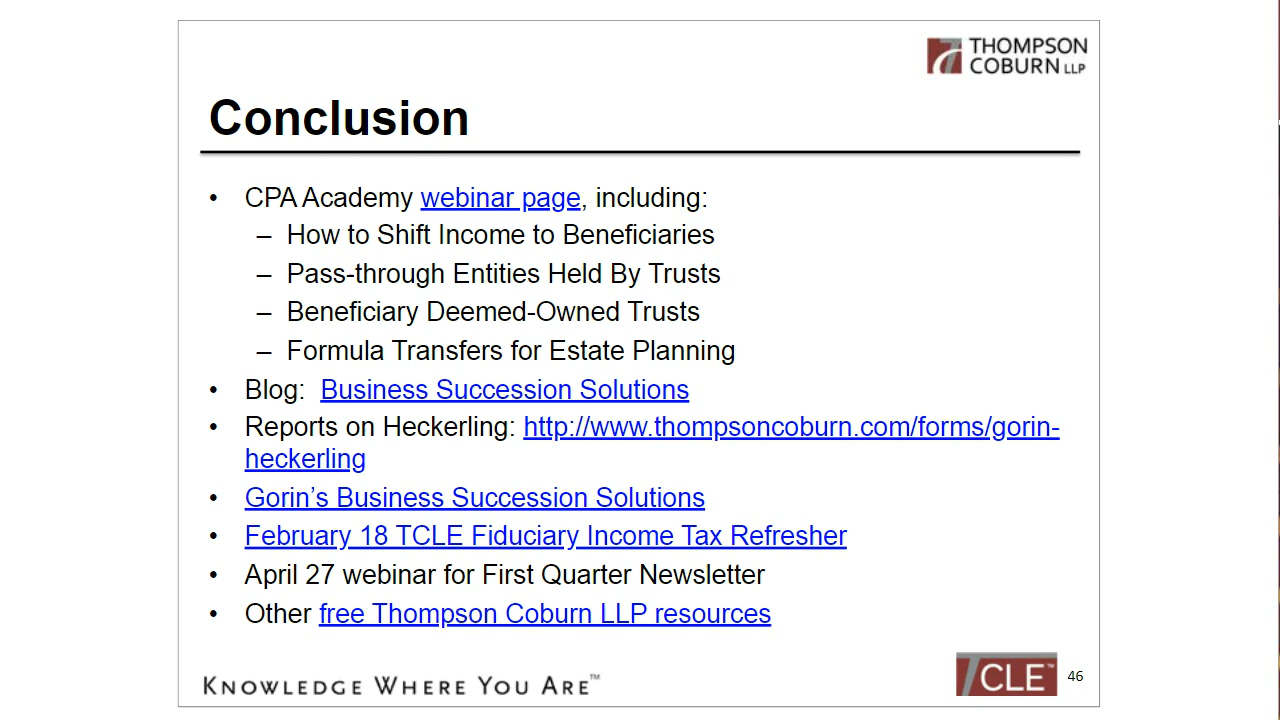 THOMPSON
COBURN LLP
Conclusion
• CPA Academy webinar page, including:
– How to Shift Income to Beneficiaries
– Pass-through Entities Held By Trusts
– Beneficiary Deemed-Owned Trusts
– Formula Transfers for Estate Planning
• Blog:  Business Succession Solutions
• Reports on Heckerling: http://www.thompsoncoburn.com/forms/gorin-
heckerling
• Gorin’s Business Succession Solutions
• February 18 TCLE Fiduciary Income Tax Refresher
• April 27 webinar for First Quarter Newsletter
• Other free Thompson Coburn LLP resources
KNOWLEDGE WHERE YOU ARE™
TCLE™ 46